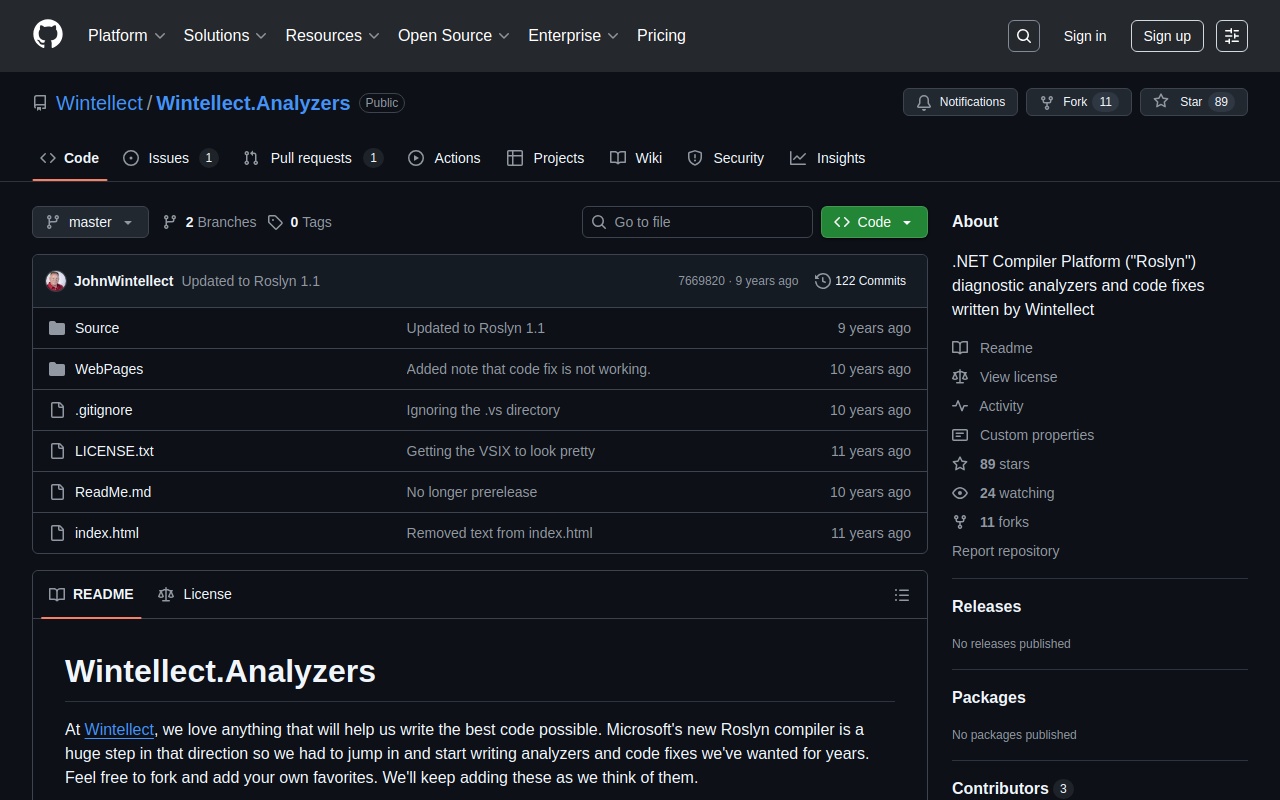 Platform Solutions Resources Open Source Enterprise Pricing Sign in Sign up
Wintellect / Wintellect.Analyzers Public Notifications Fork 11 Star 89
Code Issues 1 Pull requests 1 Actions Projects Wiki Security Insights
master 2 Branches 0 Tags Go to file Code
JohnWintellect Updated to Roslyn 1.1 7669820 · 9 years ago 122 Commits
Source Updated to Roslyn 1.1 9 years ago
WebPages Added note that code fix is not working. 10 years ago
.gitignore Ignoring the .vs directory 10 years ago
LICENSE.txt Getting the VSIX to look pretty 11 years ago
ReadMe.md No longer prerelease 10 years ago
index.html Removed text from index.html 11 years ago
README License
Wintellect.Analyzers
At Wintellect, we love anything that will help us write the best code possible. Microsoft's new Roslyn compiler is a
huge step in that direction so we had to jump in and start writing analyzers and code fixes we've wanted for years.
Feel free to fork and add your own favorites. We'll keep adding these as we think of them.
About
.NET Compiler Platform ("Roslyn")
diagnostic analyzers and code fixes
written by Wintellect
Readme
View license
Activity
Custom properties
89 stars
24 watching
11 forks
Report repository
Releases
No releases published
Packages
No packages published
Contributors 3